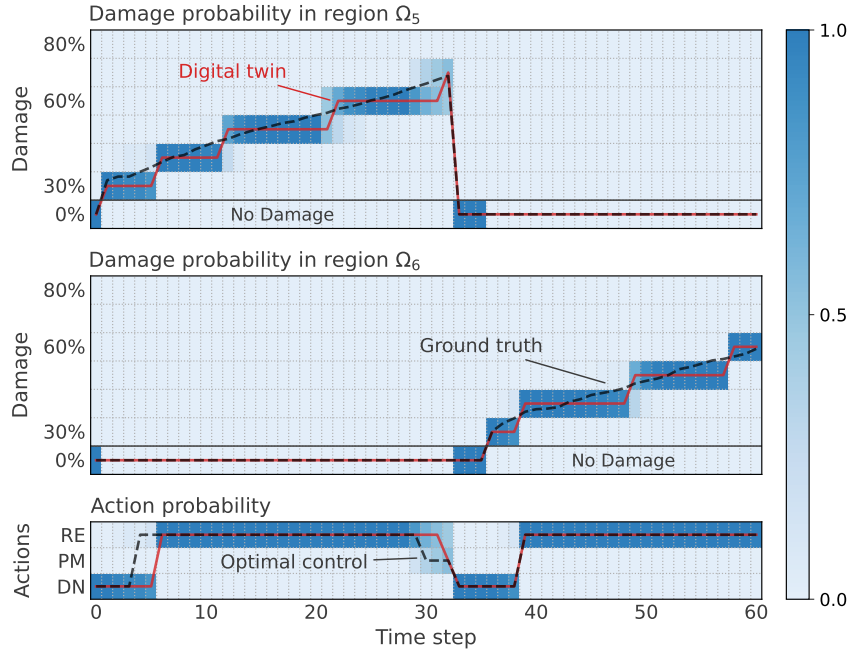 Damage probability in region Ω₅
80%
60%
30%
0%
Damage
Digital twin
No Damage
Damage probability in region Ω₆
80%
60%
30%
0%
Damage
Ground truth
No Damage
Action probability
RE
PM
DN
Actions
Optimal control
0 10 20 30 40 50 60
Time step
1.0
0.5
0.0